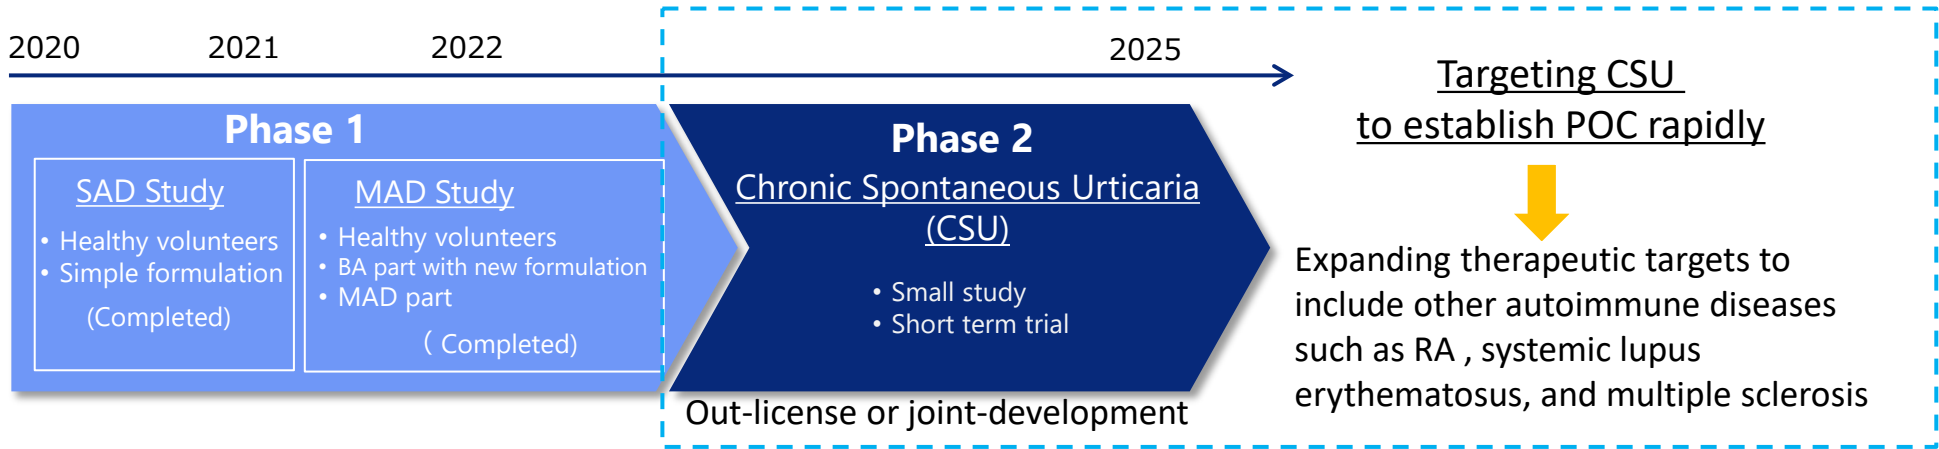 2020 2021 2022 2025
Phase 1
SAD Study
• Healthy volunteers
• Simple formulation
(Completed)
MAD Study
• Healthy volunteers
• BA part with new formulation
• MAD part
( Completed)
Phase 2
Chronic Spontaneous Urticaria
(CSU)
• Small study
• Short term trial
Out-license or joint-development
Targeting CSU
to establish POC rapidly
Expanding therapeutic targets to
include other autoimmune diseases
such as RA , systemic lupus
erythematosus, and multiple sclerosis